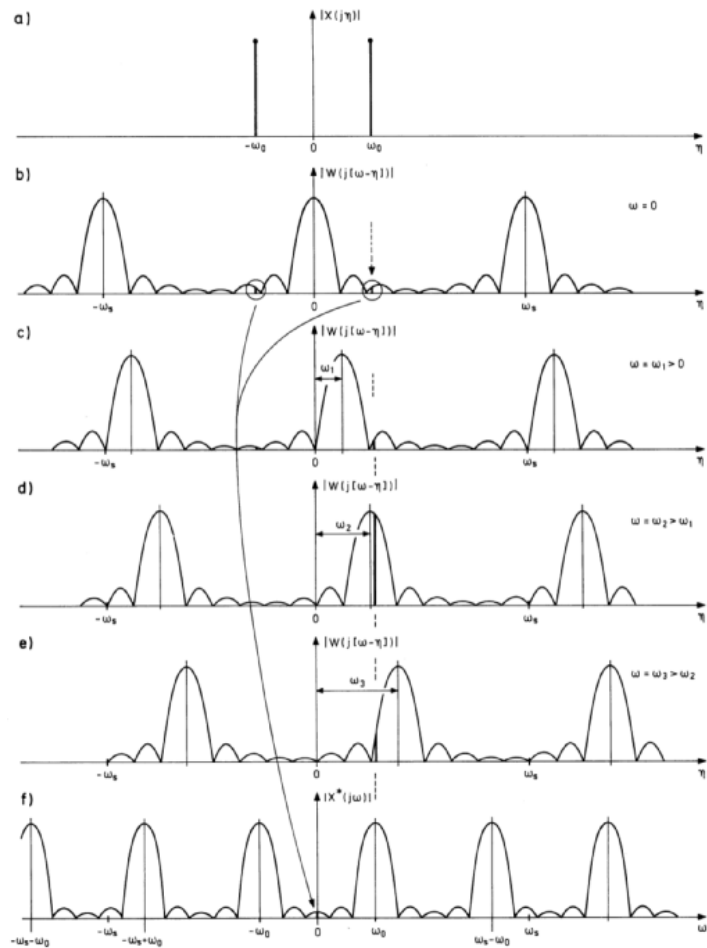 a)
|X(jη)|
-ω₀
0
ω₀
η
b)
|W(j[ω-η])|
ω = 0
-ωₛ
0
ωₛ
η
c)
|W(j[ω-η])|
ω₁
ω = ω₁ > 0
-ωₛ
0
ωₛ
η
d)
|W(j[ω-η])|
ω₂
ω = ω₂ > ω₁
-ωₛ
0
ωₛ
η
e)
|W(j[ω-η])|
ω₃
ω = ω₃ > ω₂
-ωₛ
0
ωₛ
η
f)
|X*(jω)|
-ωₛ-ω₀
-ωₛ
-ωₛ+ω₀
-ω₀
0
ω₀
ωₛ-ω₀
ωₛ
ω